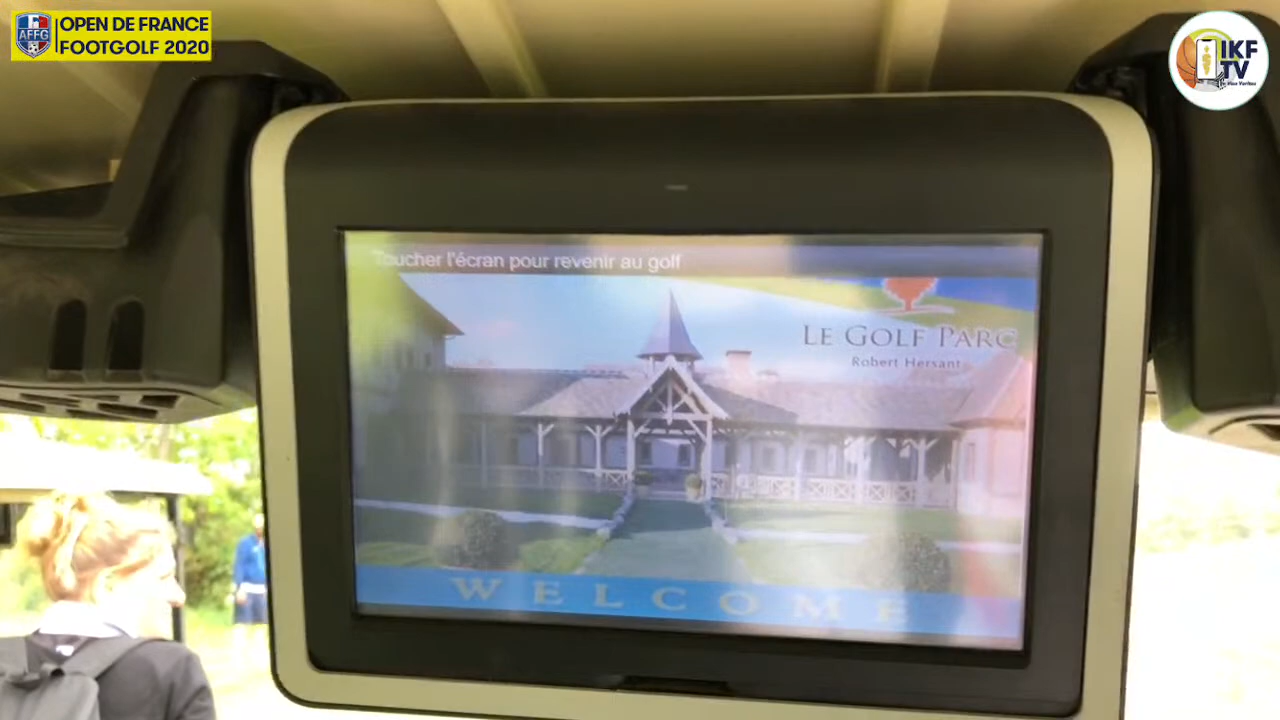 AFFG
OPEN DE FRANCE
FOOTGOLF 2020
IKF
TV
Toucher l'écran pour revenir au golf
LE GOLF PARC
Robert Hersant
WELCOME